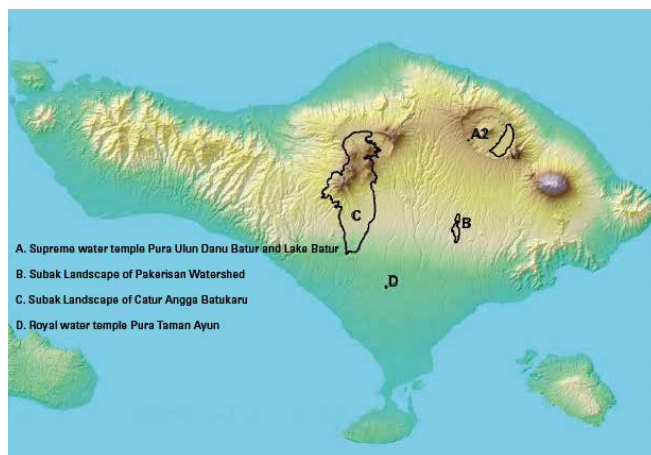 A2
B
C
D
A. Supreme water temple Pura Ulun Danu Batur and Lake Batur
B. Subak Landscape of Pakerisan Watershed
C. Subak Landscape of Catur Angga Batukaru
D. Royal water temple Pura Taman Ayun